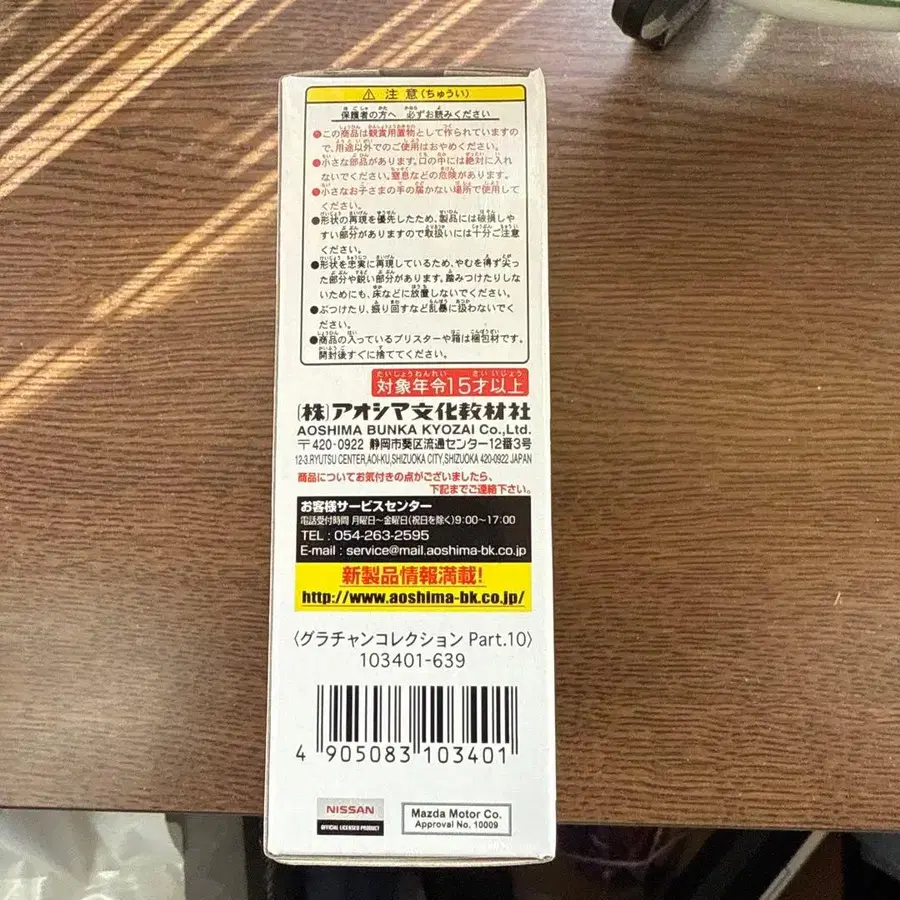 ⚠ 注意(ちゅうい)
保護者の方へ 必ずお読みください
●この商品は観賞用置物として作られていますの
で、用途以外でのご使用はおやめください。
●小さな部品があります。口の中には絶対に入れ
ないでください。窒息などの危険があります。
●小さなお子さまの手の届かない場所で使用して
ください。
●形状の再現を優先したため、製品には破損しや
すい部分がありますので取扱いには十分ご注意
ください。
●形状を忠実に再現しているため、やむを得ず尖っ
た部分や鋭い部分があります。踏みつけたりしな
いためにも、床などに放置しないでください。
●ぶつけたり、振り回すなど乱暴に扱わないでく
ださい。
●商品の入っているブリスターや箱は梱包材です。
開封後すぐに捨ててください。
たいしょうねんれい さい いじょう
対象年令15才以上
(株)アオシマ文化教材社
AOSHIMA BUNKA KYOZAI Co.,Ltd.
〒420-0922 静岡市葵区流通センター12番3号
12-3.RYUTSU CENTER,AOI-KU,SHIZUOKA CITY,SHIZUOKA 420-0922 JAPAN
商品についてお気付きの点がございましたら、
下記までご連絡下さい。
お客様サービスセンター
電話受付時間 月曜日～金曜日(祝日を除く)9:00～17:00
TEL : 054-263-2595
E-mail : service@mail.aoshima-bk.co.jp
新製品情報満載!
http://www.aoshima-bk.co.jp/
〈グラチャンコレクション Part.10〉
103401-639
4 905083 103401
NISSAN
OFFICIAL LICENSED PRODUCT
Mazda Motor Co.
Approval No. 10009